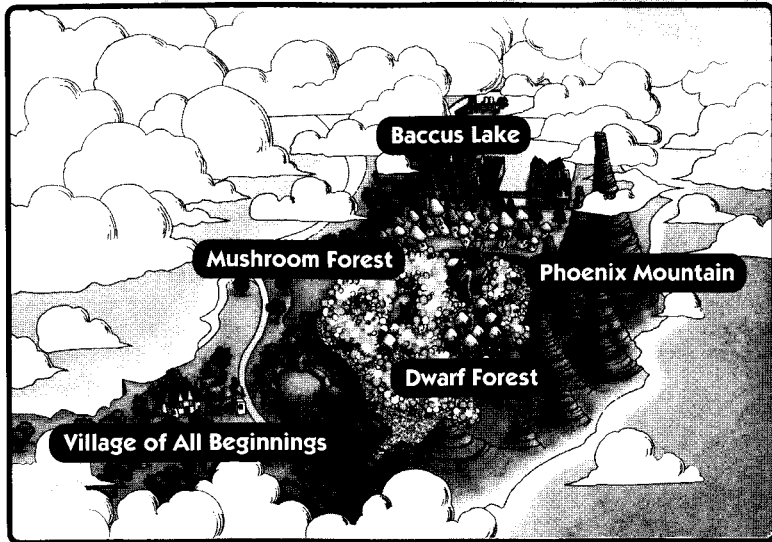 Baccus Lake
Mushroom Forest
Phoenix Mountain
Dwarf Forest
Village of All Beginnings